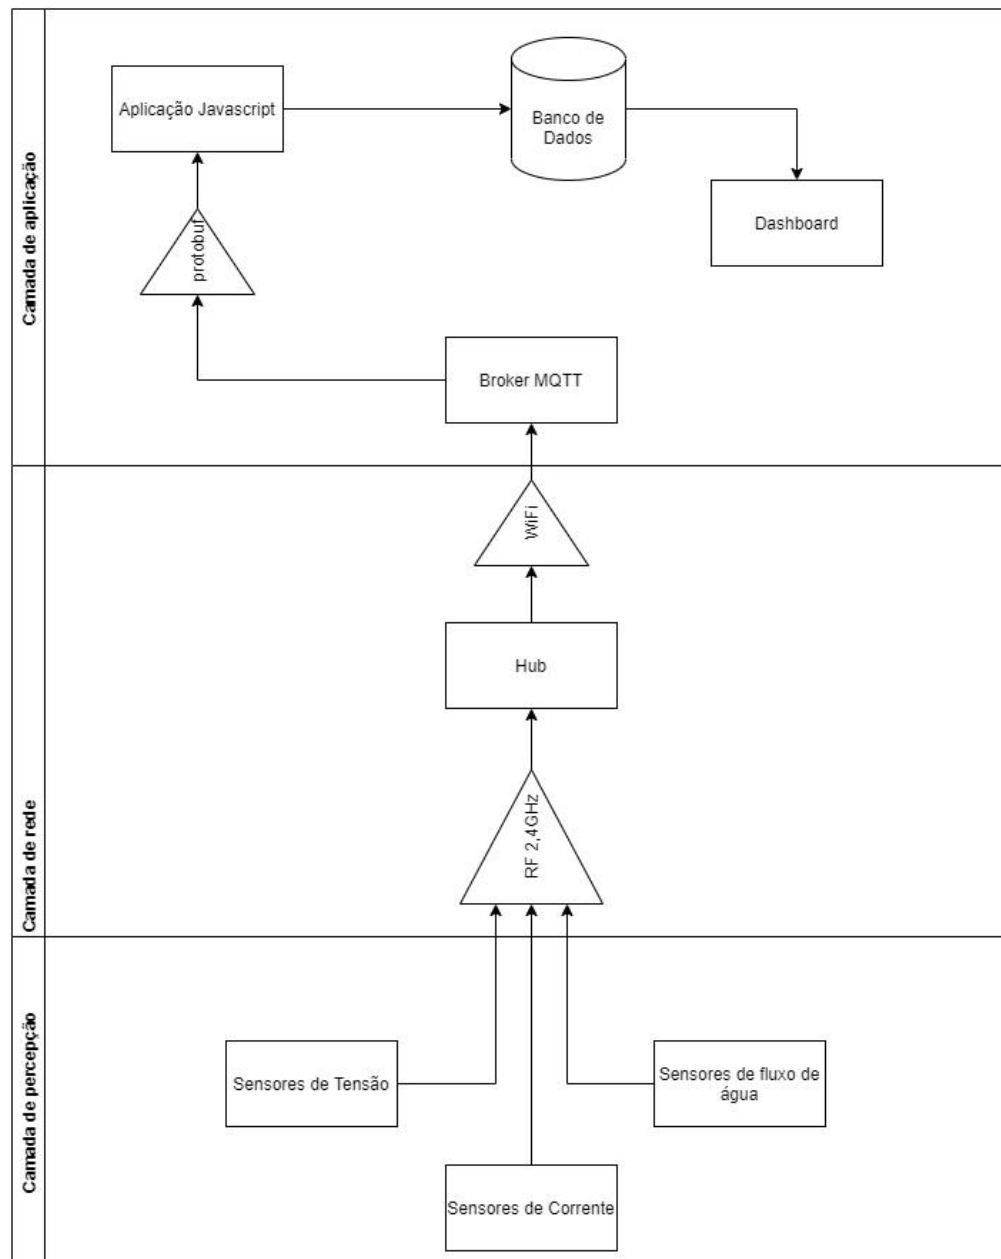 Camada de aplicação
Aplicação Javascript
Banco de
Dados
Dashboard
protobuf
Broker MQTT
Camada de rede
WiFi
Hub
RF 2,4GHz
Camada de percepção
Sensores de Tensão
Sensores de fluxo de
água
Sensores de Corrente